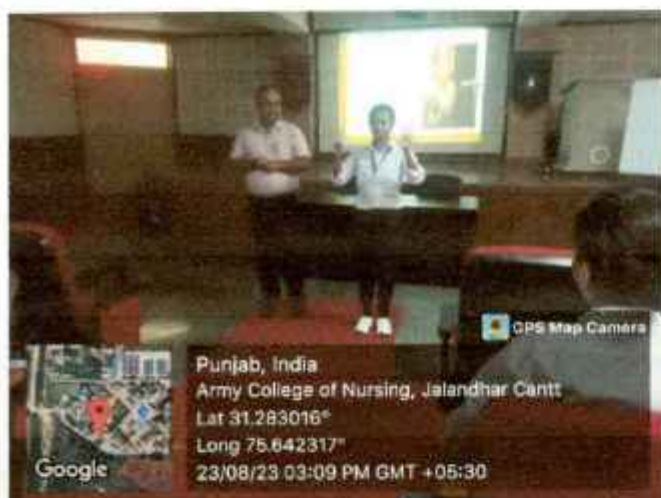 GPS Map Camera
Punjab, India
Army College of Nursing, Jalandhar Cantt
Lat 31.283016°
Long 75.642317°
23/08/23 03:09 PM GMT +05:30
Google